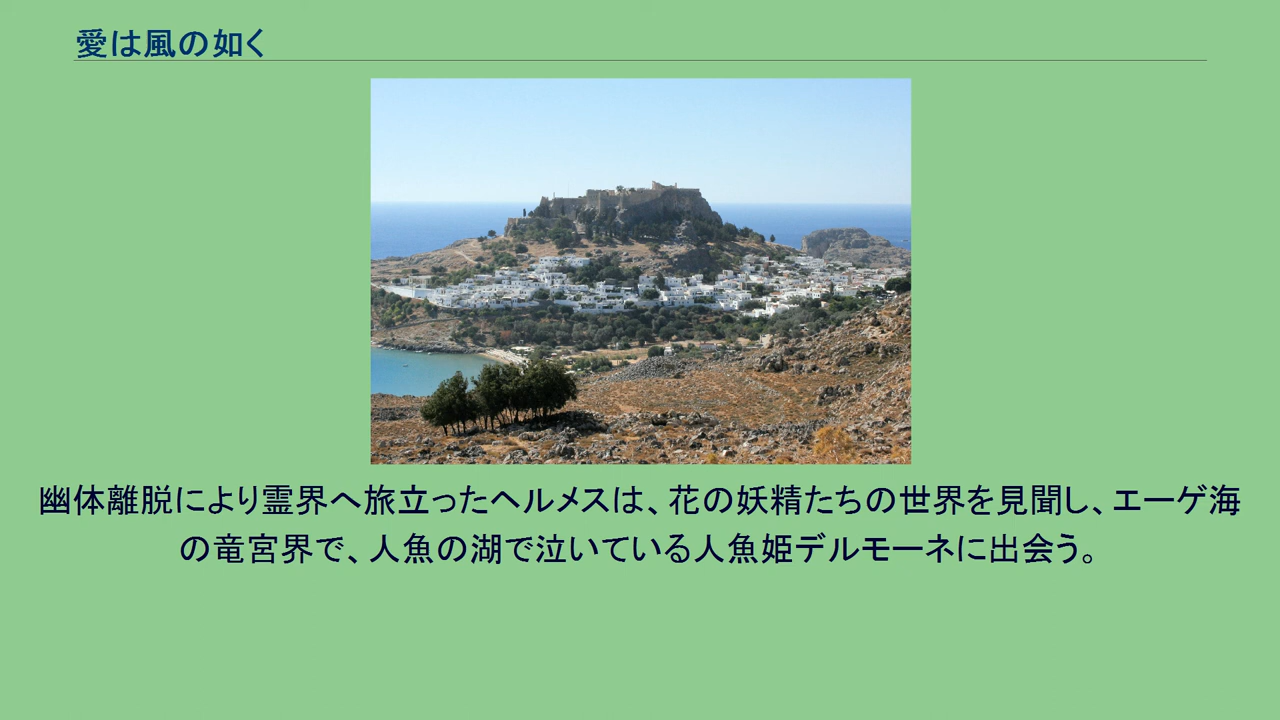 愛は風の如く
幽体離脱により霊界へ旅立ったヘルメスは、花の妖精たちの世界を見聞し、エーゲ海
の竜宮界で、人魚の湖で泣いている人魚姫デルモーネに出会う。